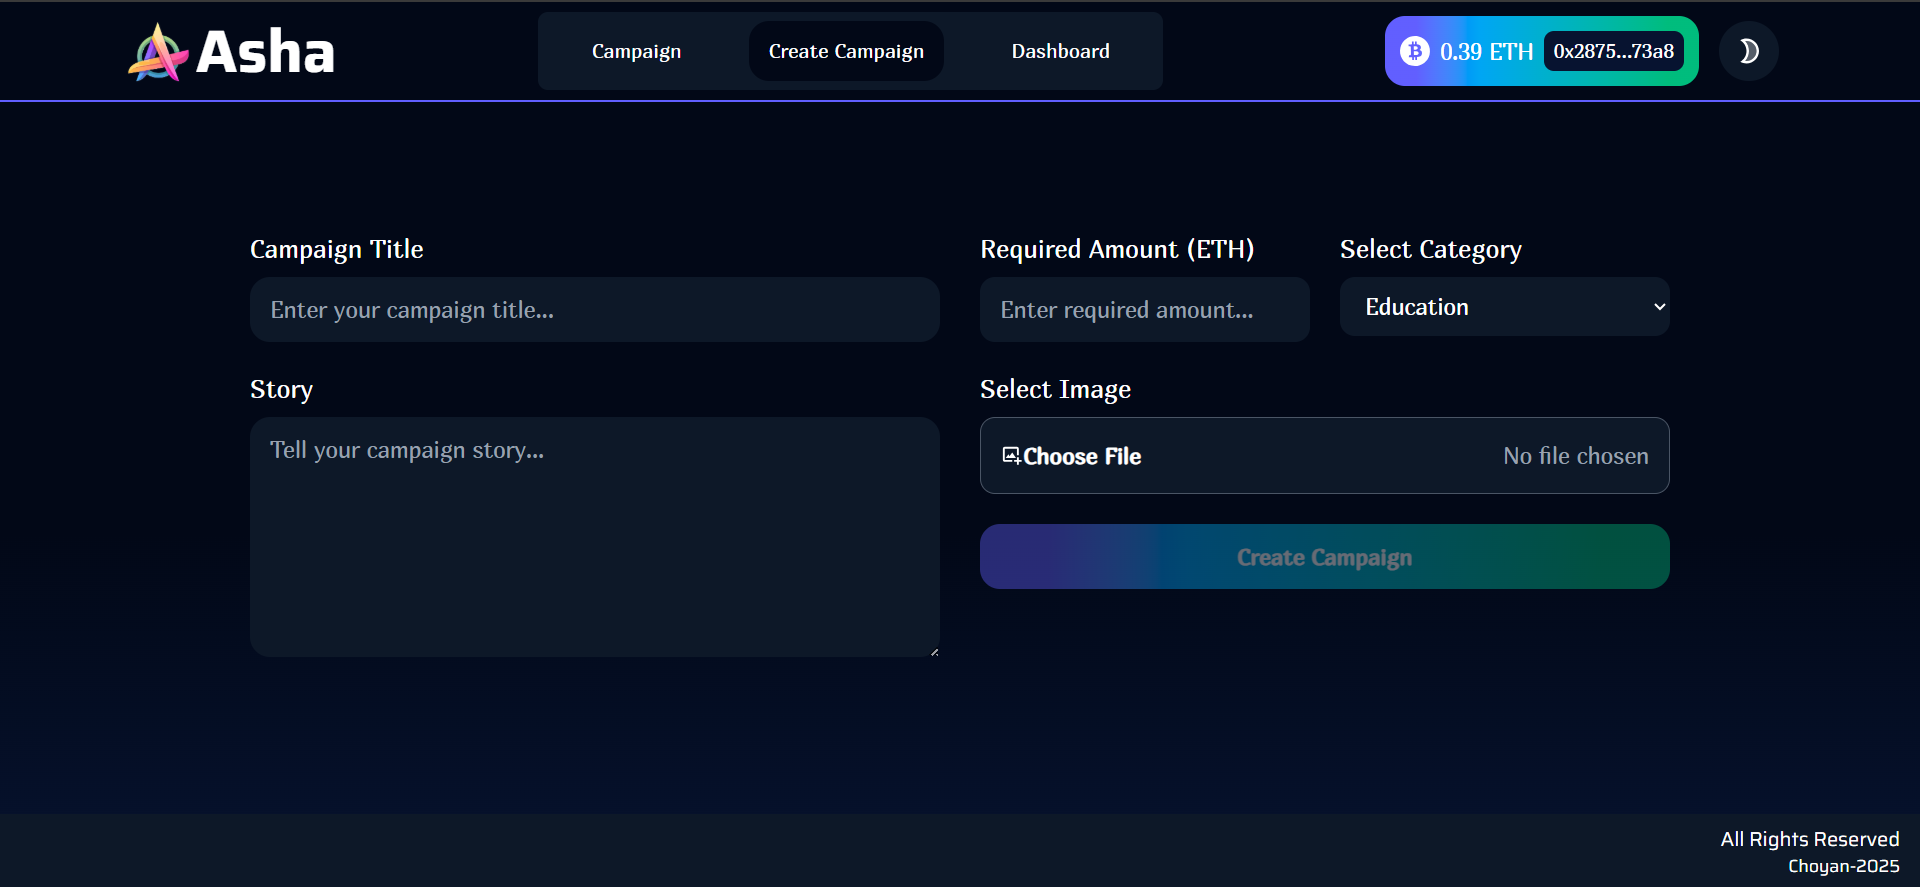 Asha
Campaign
Create Campaign
Dashboard
0.39 ETH
0x2875...73a8
Campaign Title
Enter your campaign title...
Required Amount (ETH)
Enter required amount...
Select Category
Education
Story
Tell your campaign story...
Select Image
Choose File
No file chosen
Create Campaign
All Rights Reserved
Choyan-2025